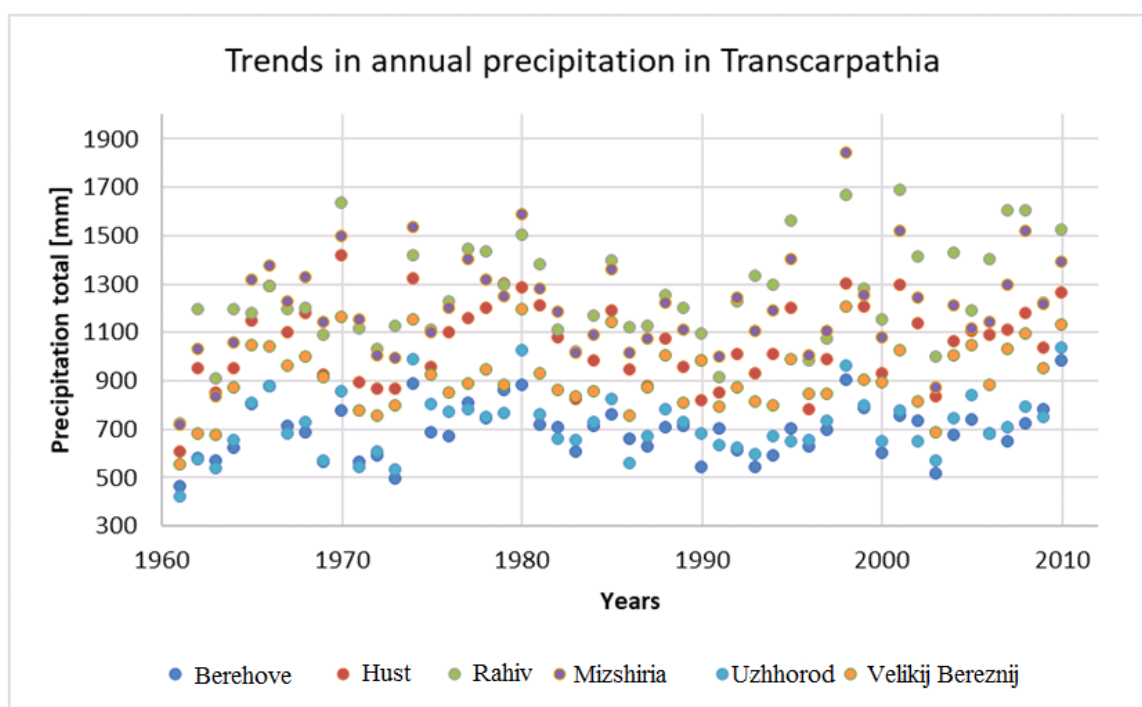 Trends in annual precipitation in Transcarpathia
Precipitation total [mm]
1900
1700
1500
1300
1100
900
700
500
300
1960 1970 1980 1990 2000 2010
Years
Berehove Hust Rahiv Mizshiria Uzhhorod Velikij Bereznij